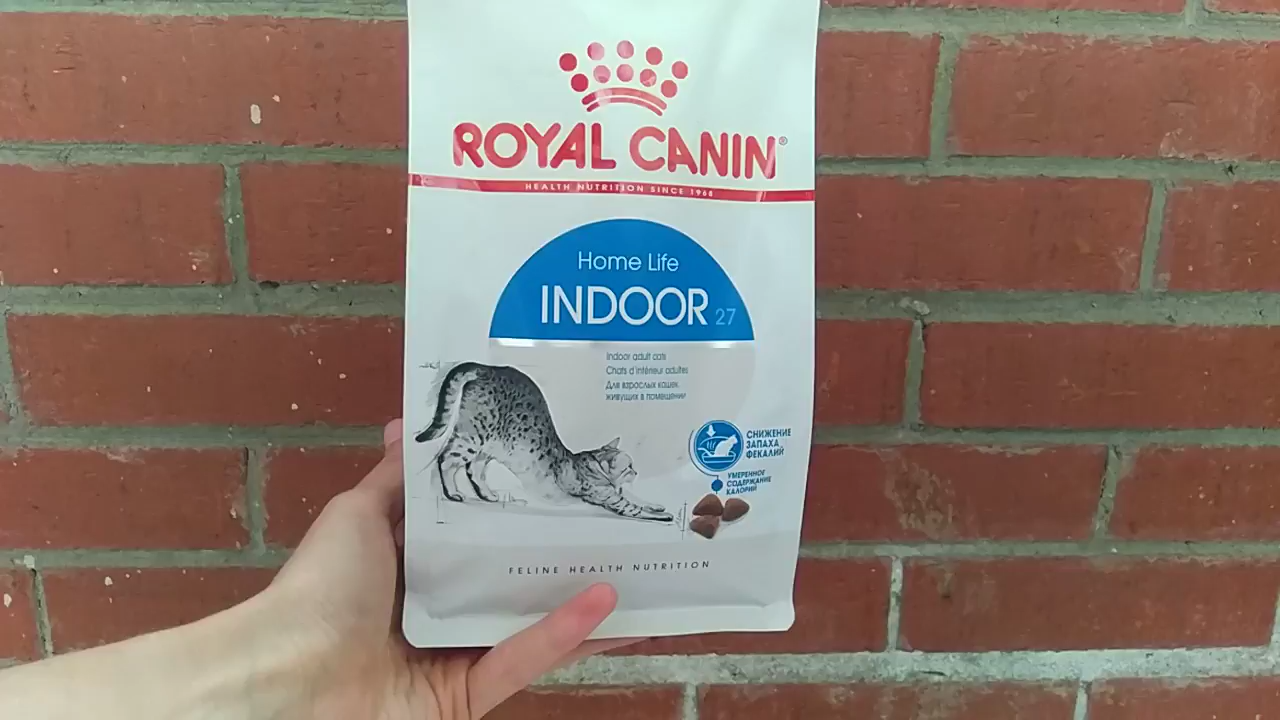 ROYAL CANIN®
HEALTH NUTRITION SINCE 1968
Home Life
INDOOR 27
Indoor adult cats
Chats d'intérieur adultes
Для взрослых кошек,
живущих в помещении
СНИЖЕНИЕ
ЗАПАХА
ФЕКАЛИЙ
УМЕРЕННОЕ
СОДЕРЖАНИЕ
КАЛОРИЙ
FELINE HEALTH NUTRITION